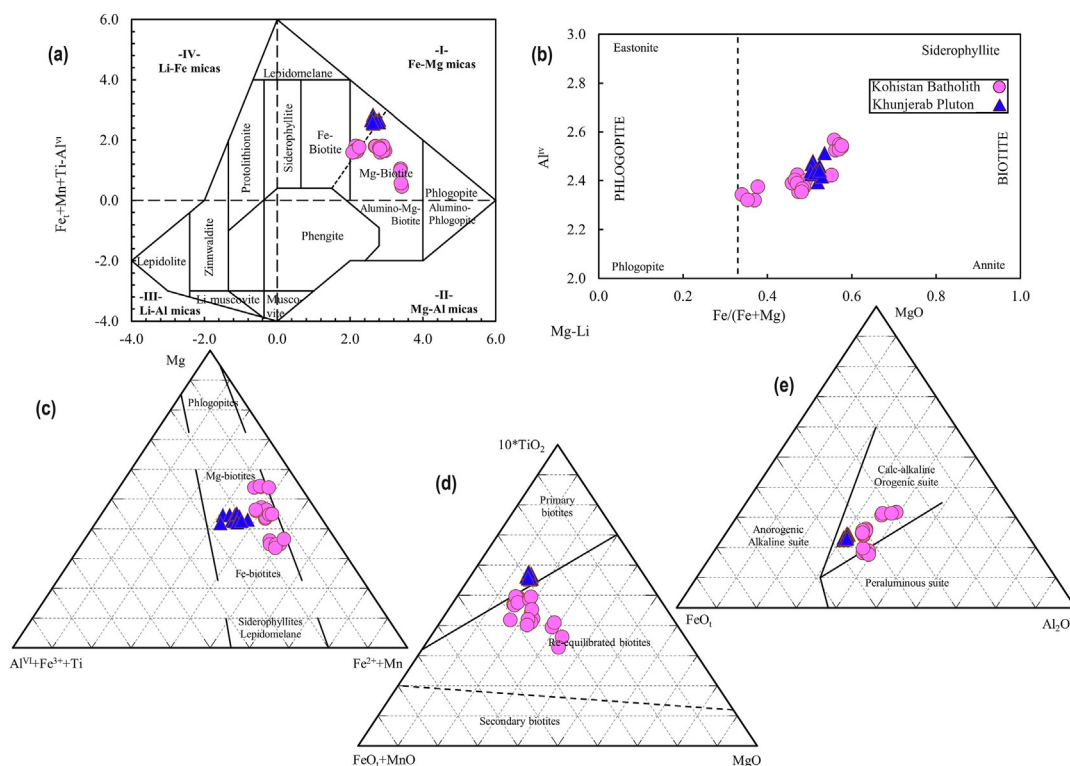 (a)
6.0
4.0
2.0
0.0
-2.0
-4.0
Feₜ+Mn+Ti-Alⱽᴵ
-4.0 -2.0 0.0 2.0 4.0 6.0
Mg-Li
-IV-
Li-Fe micas
-I-
Fe-Mg micas
Lepidomelane
Protolithionite
Siderophyllite
Fe-
Biotite
Mg-Biotite
Phlogopite
Alumino-Mg-
Biotite
Alumino-
Phlogopite
Phengite
Zinnwaldite
Lepidolite
Li-muscovite
Musco-
vite
-III-
Li-Al micas
-II-
Mg-Al micas
(b)
3.0
2.8
2.6
2.4
2.2
2.0
Alᴵⱽ
0.0 0.2 0.4 0.6 0.8 1.0
Fe/(Fe+Mg)
Eastonite
Siderophyllite
Kohistan Batholith
Khunjerab Pluton
PHLOGOPITE
BIOTITE
Phlogopite
Annite
(c)
Mg
Phlogopites
Mg-biotites
Fe-biotites
Siderophyllites
Lepidomelane
Alⱽᴵ+Fe³⁺+Ti
Fe²⁺+Mn
(d)
10*TiO₂
Primary
biotites
Re-equilibrated biotites
Secondary biotites
FeOₜ+MnO
MgO
(e)
MgO
Calc-alkaline
Orogenic suite
Anorogenic
Alkaline suite
Peraluminous suite
FeOₜ
Al₂O